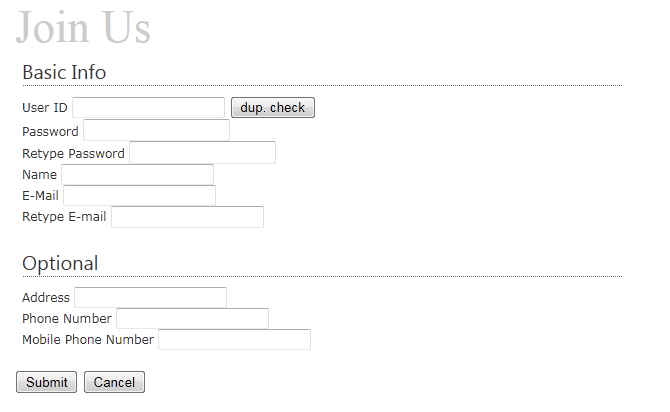 Join Us
Basic Info
User ID dup. check
Password
Retype Password
Name
E-Mail
Retype E-mail
Optional
Address
Phone Number
Mobile Phone Number
Submit Cancel